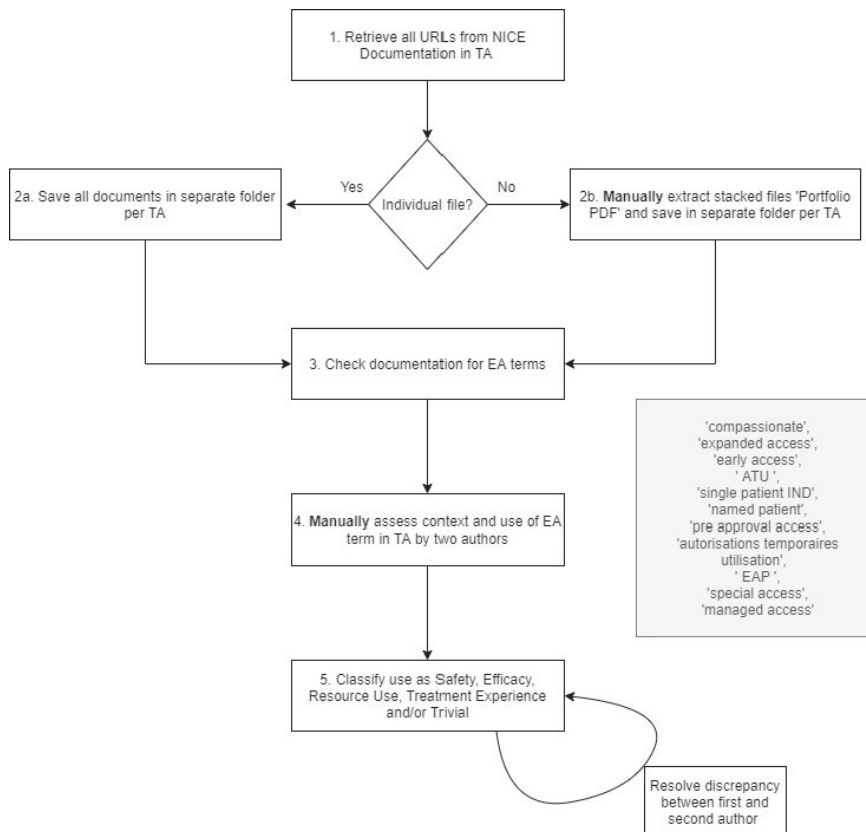 1. Retrieve all URLs from NICE
Documentation in TA
Individual file?
Yes
No
2a. Save all documents in separate folder
per TA
2b. Manually extract stacked files 'Portfolio
PDF' and save in separate folder per TA
3. Check documentation for EA terms
'compassionate',
'expanded access',
'early access',
' ATU ',
'single patient IND',
'named patient',
'pre approval access',
'autorisations temporaires
utilisation',
' EAP ',
'special access',
'managed access'
4. Manually assess context and use of EA
term in TA by two authors
5. Classify use as Safety, Efficacy,
Resource Use, Treatment Experience
and/or Trivial
Resolve discrepancy
between first and
second author